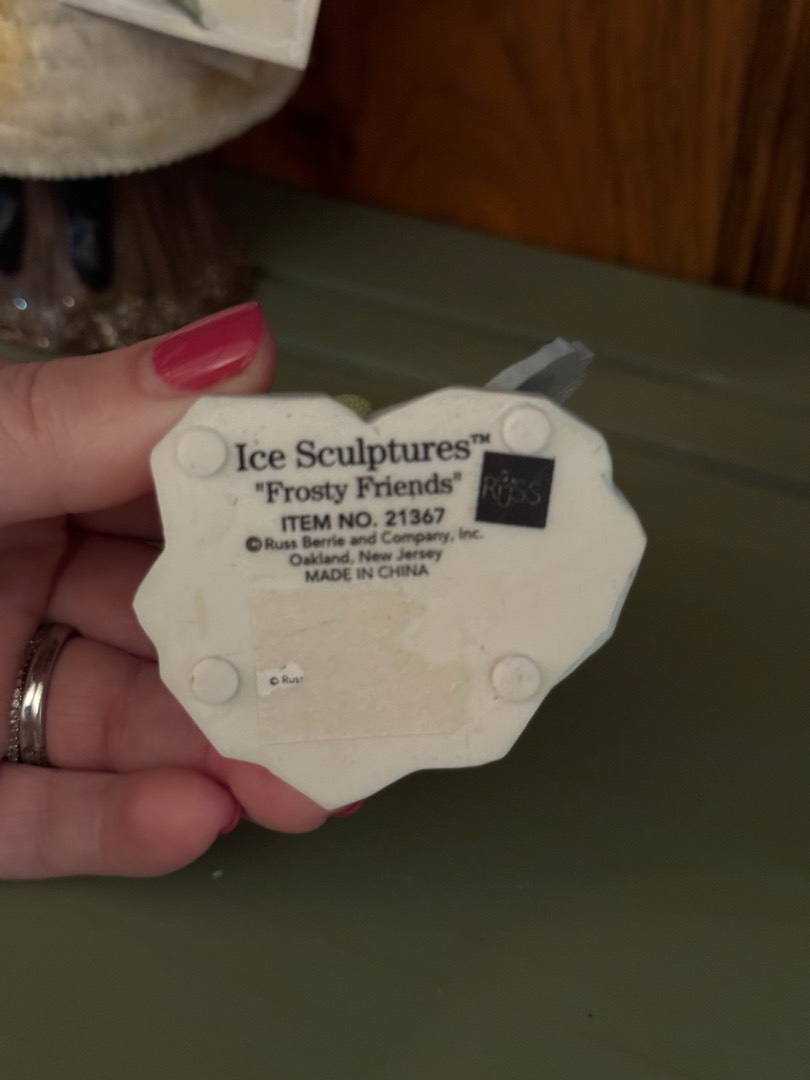 Ice Sculptures™
"Frosty Friends"
RUSS
ITEM NO. 21367
© Russ Berrie and Company, Inc.
Oakland, New Jersey
MADE IN CHINA
© Russ